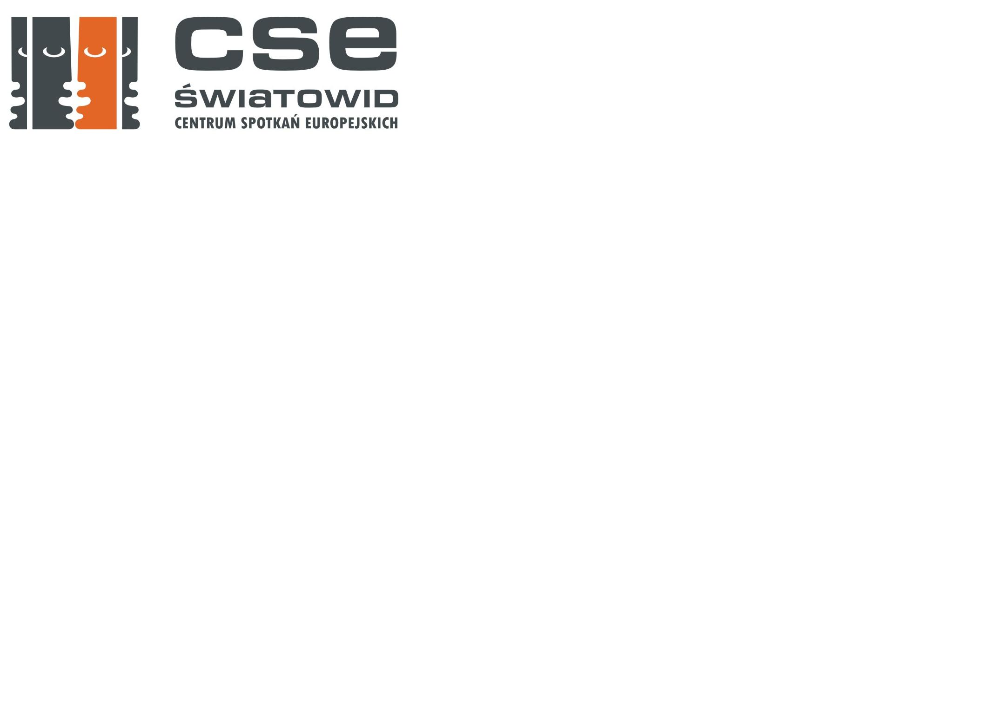 cse
ŚWIaTOWID
CENTRUM SPOTKAŃ EUROPEJSKICH